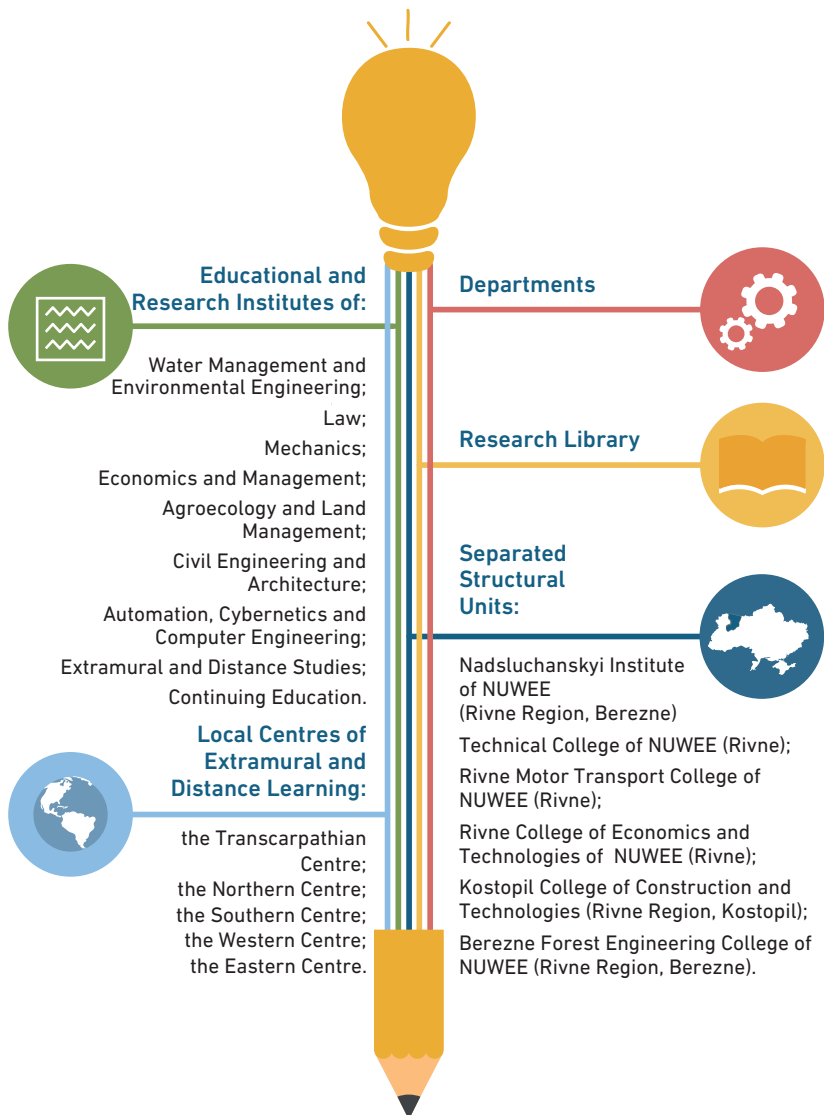 Educational and
Research Institutes of:
Water Management and
Environmental Engineering;
Law;
Mechanics;
Economics and Management;
Agroecology and Land
Management;
Civil Engineering and
Architecture;
Automation, Cybernetics and
Computer Engineering;
Extramural and Distance Studies;
Continuing Education.
Local Centres of
Extramural and
Distance Learning:
the Transcarpathian
Centre;
the Northern Centre;
the Southern Centre;
the Western Centre;
the Eastern Centre.
Departments
Research Library
Separated
Structural
Units:
Nadsluchanskyi Institute
of NUWEE
(Rivne Region, Berezne)
Technical College of NUWEE (Rivne);
Rivne Motor Transport College of
NUWEE (Rivne);
Rivne College of Economics and
Technologies of NUWEE (Rivne);
Kostopil College of Construction and
Technologies (Rivne Region, Kostopil);
Berezne Forest Engineering College of
NUWEE (Rivne Region, Berezne).